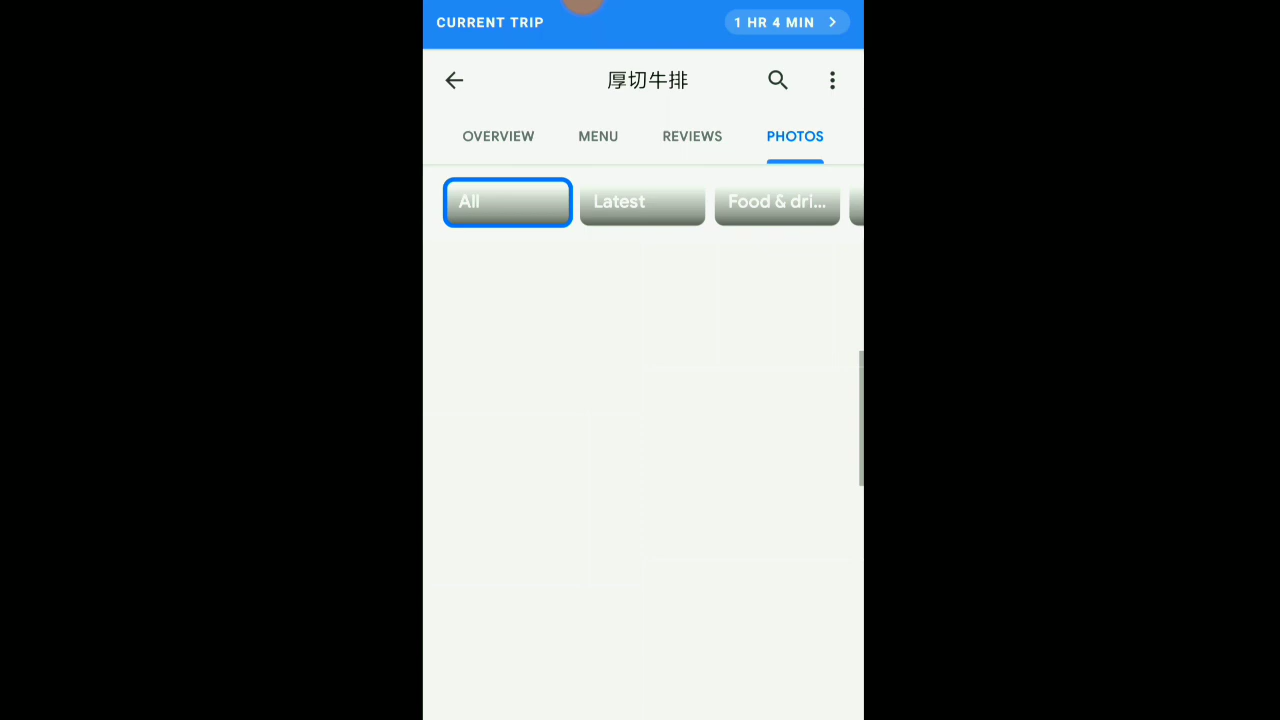 CURRENT TRIP 1 HR 4 MIN
厚切牛排
OVERVIEW MENU REVIEWS PHOTOS
All Latest Food & dri...